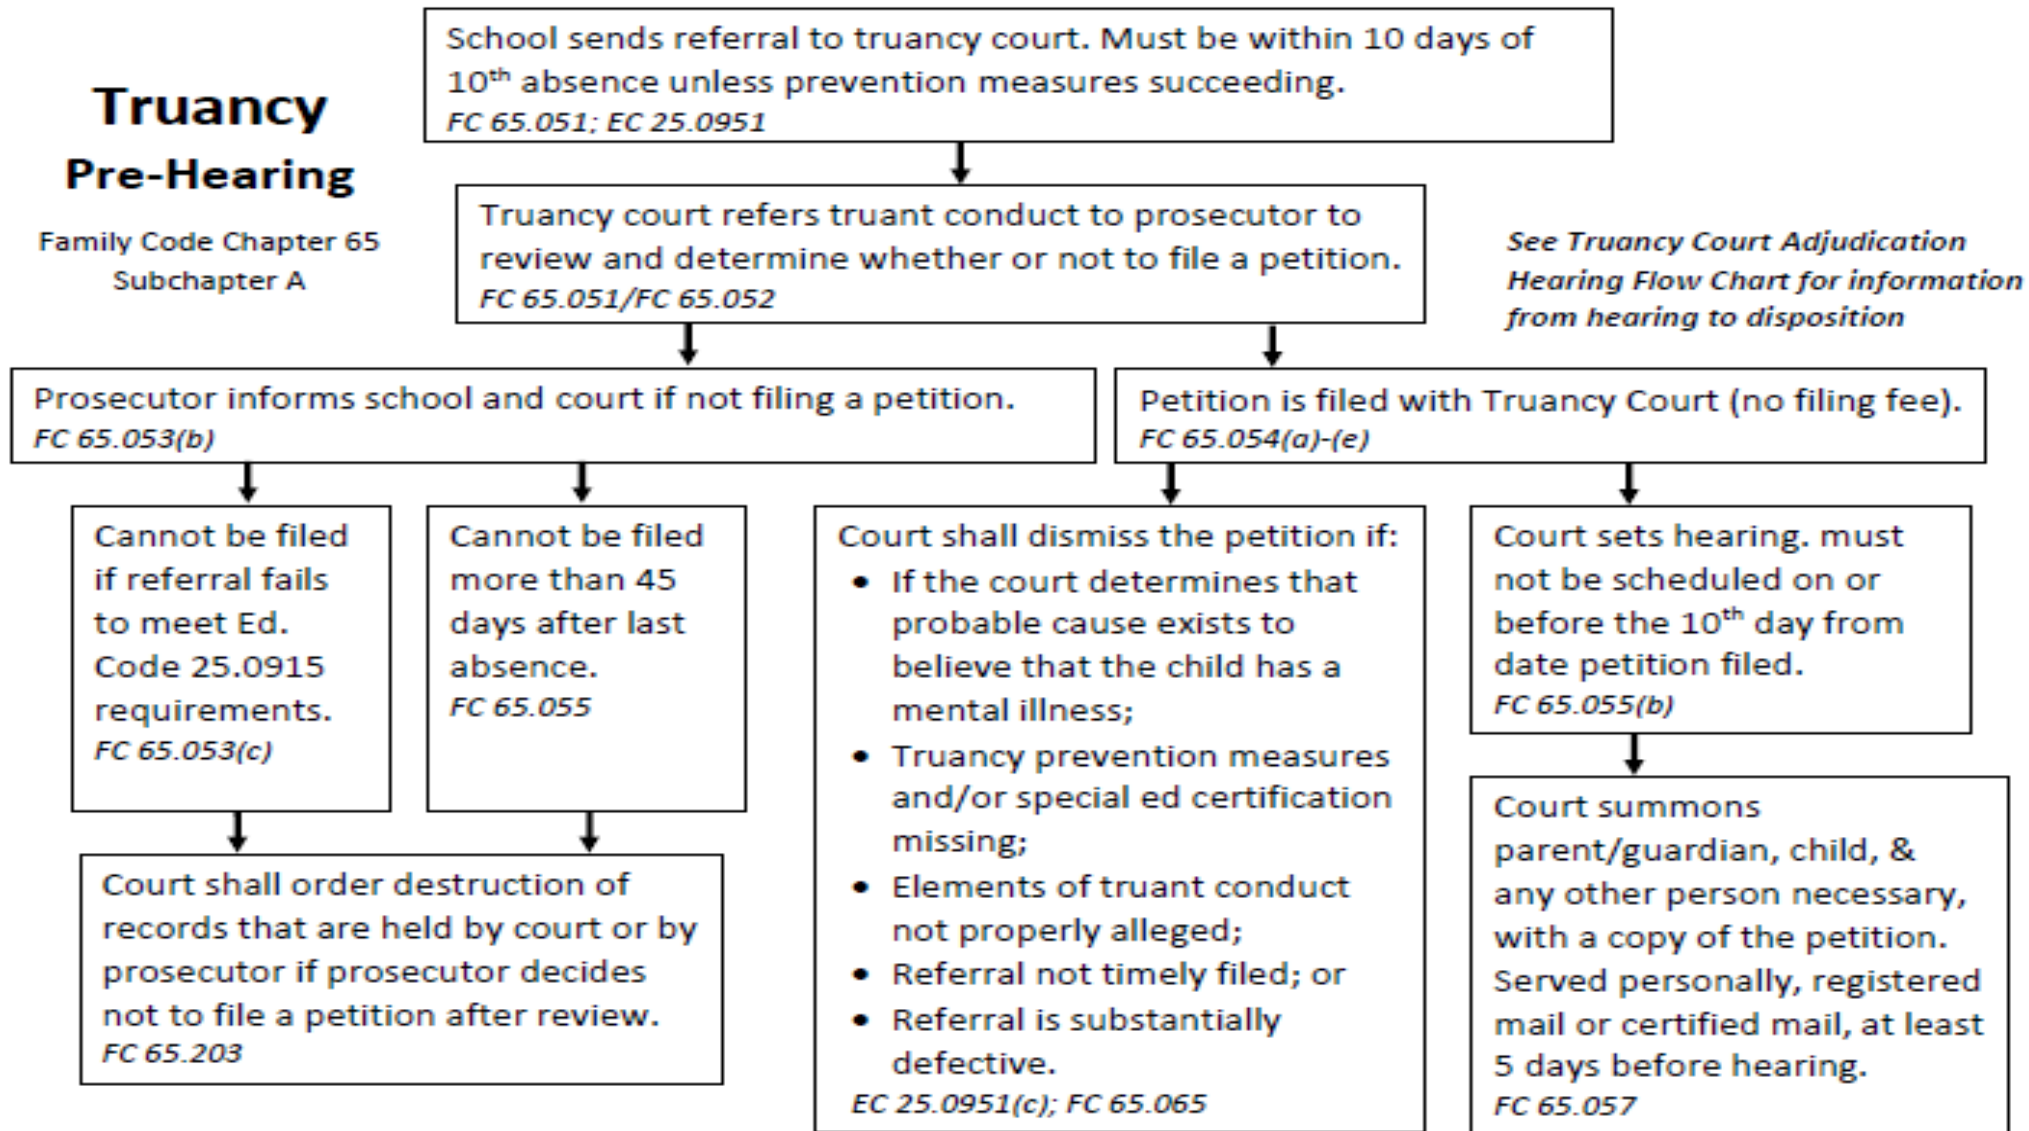 Truancy
Pre-Hearing
Family Code Chapter 65
Subchapter A
School sends referral to truancy court. Must be within 10 days of
10th absence unless prevention measures succeeding.
FC 65.051; EC 25.0951
Truancy court refers truant conduct to prosecutor to
review and determine whether or not to file a petition.
FC 65.051/FC 65.052
See Truancy Court Adjudication
Hearing Flow Chart for information
from hearing to disposition
Prosecutor informs school and court if not filing a petition.
FC 65.053(b)
Petition is filed with Truancy Court (no filing fee).
FC 65.054(a)-(e)
Cannot be filed
if referral fails
to meet Ed.
Code 25.0915
requirements.
FC 65.053(c)
Cannot be filed
more than 45
days after last
absence.
FC 65.055
Court shall order destruction of
records that are held by court or by
prosecutor if prosecutor decides
not to file a petition after review.
FC 65.203
Court shall dismiss the petition if:
• If the court determines that
probable cause exists to
believe that the child has a
mental illness;
• Truancy prevention measures
and/or special ed certification
missing;
• Elements of truant conduct
not properly alleged;
• Referral not timely filed; or
• Referral is substantially
defective.
EC 25.0951(c); FC 65.065
Court sets hearing. must
not be scheduled on or
before the 10th day from
date petition filed.
FC 65.055(b)
Court summons
parent/guardian, child, &
any other person necessary,
with a copy of the petition.
Served personally, registered
mail or certified mail, at least
5 days before hearing.
FC 65.057